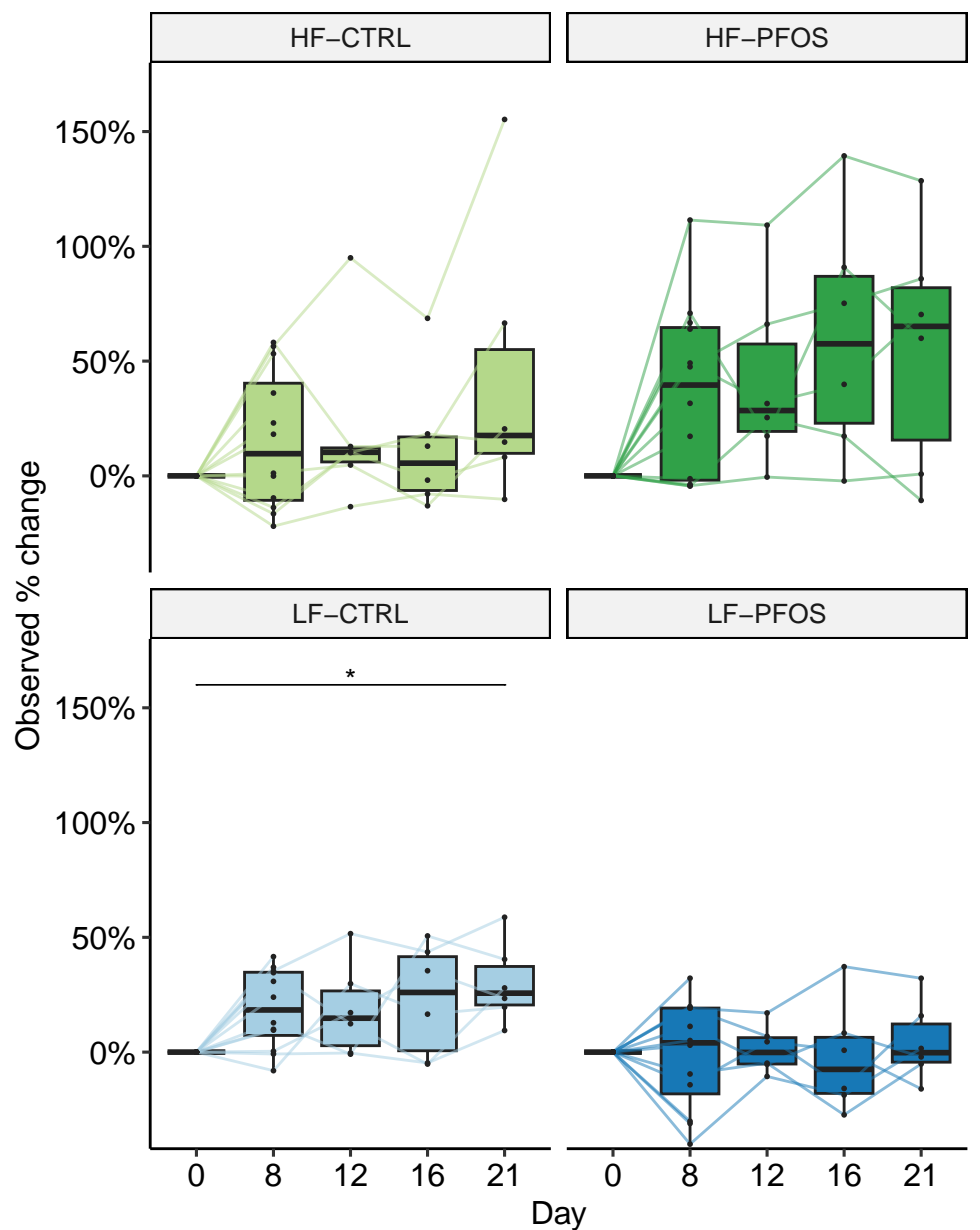 HF−CTRL
HF−PFOS
150%
100%
50%
0%
Observed % change
LF−CTRL
LF−PFOS
*
150%
100%
50%
0%
0 8 12 16 21
0 8 12 16 21
Day